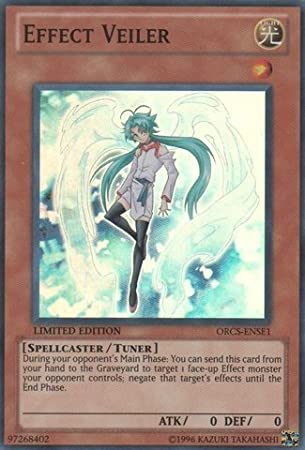 EFFECT VEILER
LIGHT
光
LIMITED EDITION
ORCS-ENSE1
[SPELLCASTER / TUNER]
During your opponent's Main Phase: You can send this card from
your hand to the Graveyard to target 1 face-up Effect monster
your opponent controls; negate that target's effects until the
End Phase.
ATK/ 0 DEF/ 0
97268402
©1996 KAZUKI TAKAHASHI